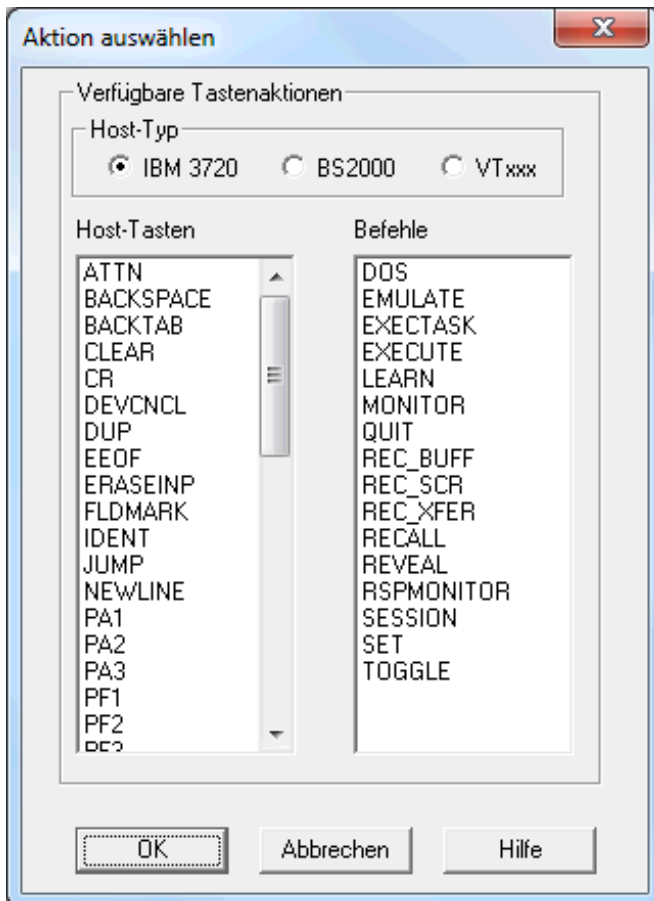 Aktion auswählen
Verfügbare Tastenaktionen
Host-Typ
IBM 3720 BS2000 VTxxx
Host-Tasten Befehle
ATTN DOS
BACKSPACE EMULATE
BACKTAB EXECTASK
CLEAR EXECUTE
CR LEARN
DEVCNCL MONITOR
DUP QUIT
EEOF REC_BUFF
ERASEINP REC_SCR
FLDMARK REC_XFER
IDENT RECALL
JUMP REVEAL
NEWLINE RSPMONITOR
PA1 SESSION
PA2 SET
PA3 TOGGLE
PF1
PF2
PF3
OK Abbrechen Hilfe